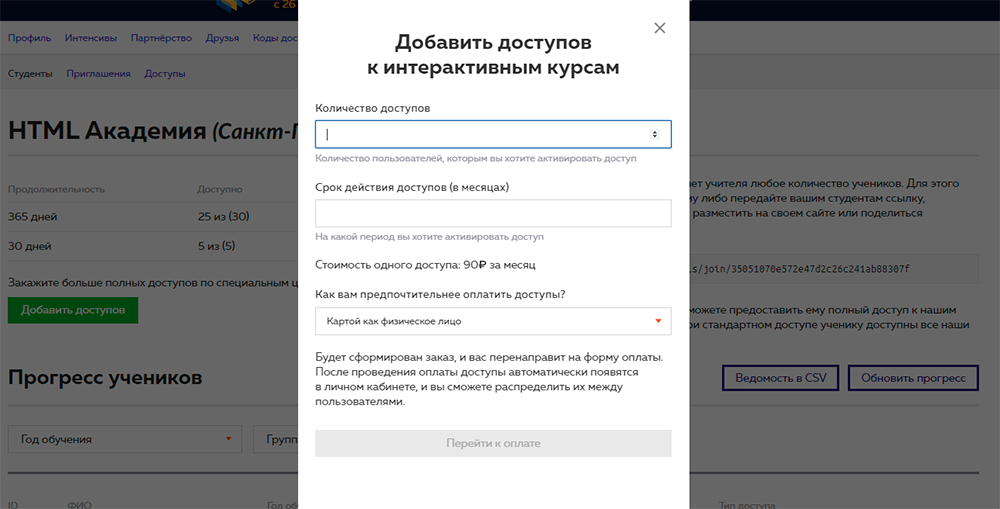 с 26
Профиль Интенсивы Партнёрство Друзья Коды дос
Студенты Приглашения Доступы
HTML Академия (Санкт-П
Продолжительность Доступно
365 дней 25 из (30)
30 дней 5 из (5)
Закажите больше полных доступов по специальным ц
Добавить доступов
Прогресс учеников
Год обучения Групп
ID ФИО Год об
Добавить доступов
к интерактивным курсам
Количество доступов
Количество пользователей, которым вы хотите активировать доступ
Срок действия доступов (в месяцах)
На какой период вы хотите активировать доступ
Стоимость одного доступа: 90₽ за месяц
Как вам предпочтительнее оплатить доступы?
Картой как физическое лицо
Будет сформирован заказ, и вас перенаправит на форму оплаты.
После проведения оплаты доступы автоматически появятся
в личном кабинете, и вы сможете распределить их между
пользователями.
Перейти к оплате
нет учителя любое количество учеников. Для этого
му либо передайте вашим студентам ссылку,
разместить на своем сайте или поделиться
s/join/35051070e572e47d2c26c241ab88307f
можете предоставить ему полный доступ к нашим
ри стандартном доступе ученику доступны все наши
Ведомость в CSV Обновить прогресс
Тип доступа